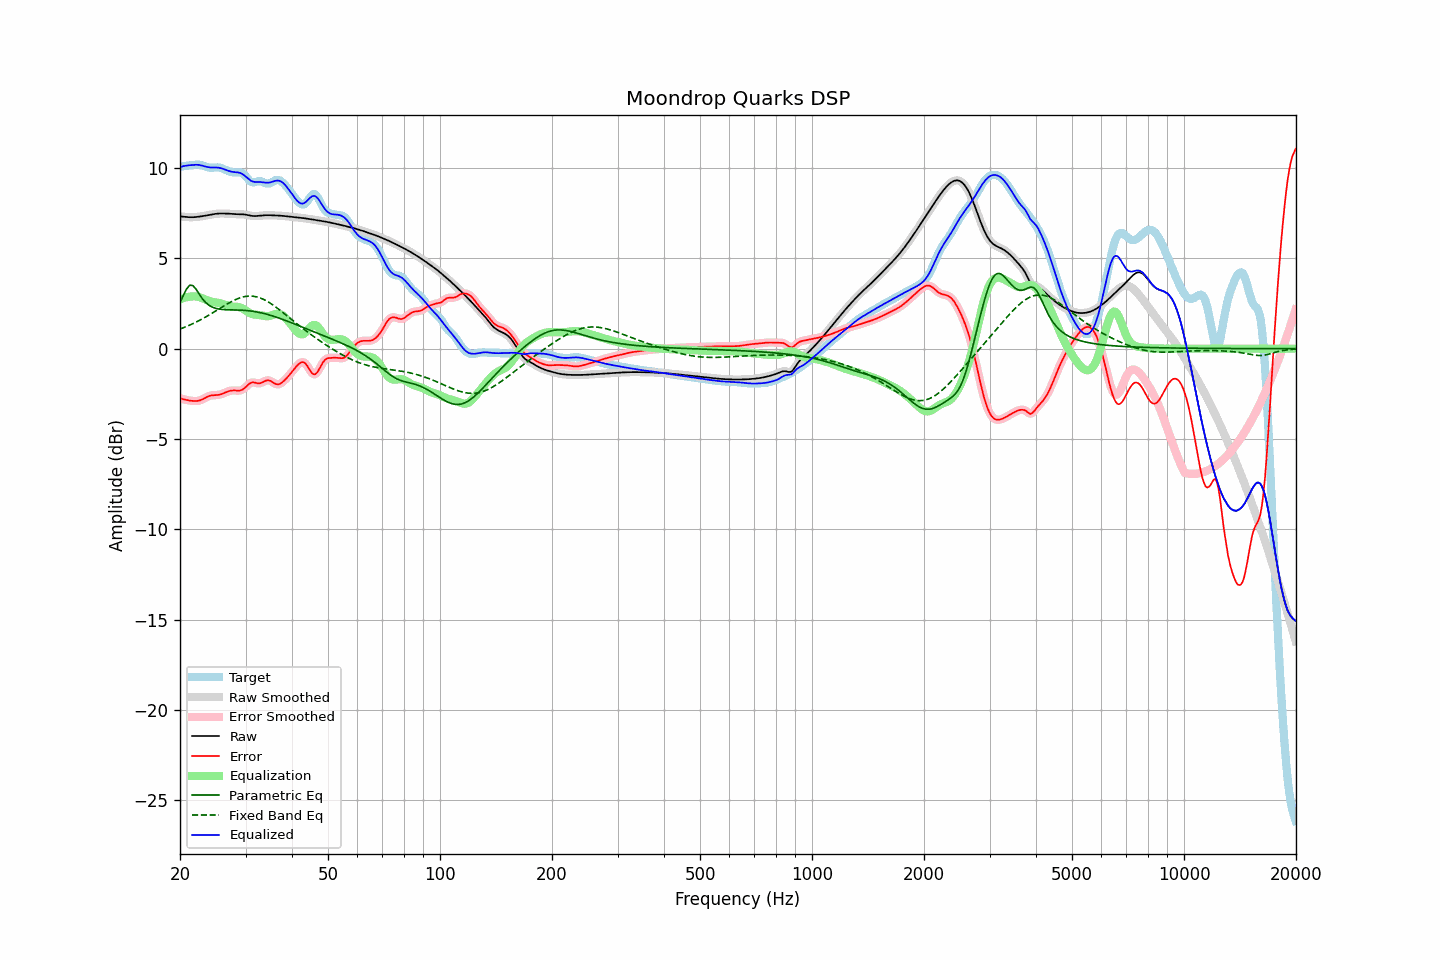 Moondrop Quarks DSP
Amplitude (dBr)
10
5
0
−5
−10
−15
−20
−25
Target
Raw Smoothed
Error Smoothed
Raw
Error
Equalization
Parametric Eq
Fixed Band Eq
Equalized
20 50 100 200 500 1000 2000 5000 10000 20000
Frequency (Hz)